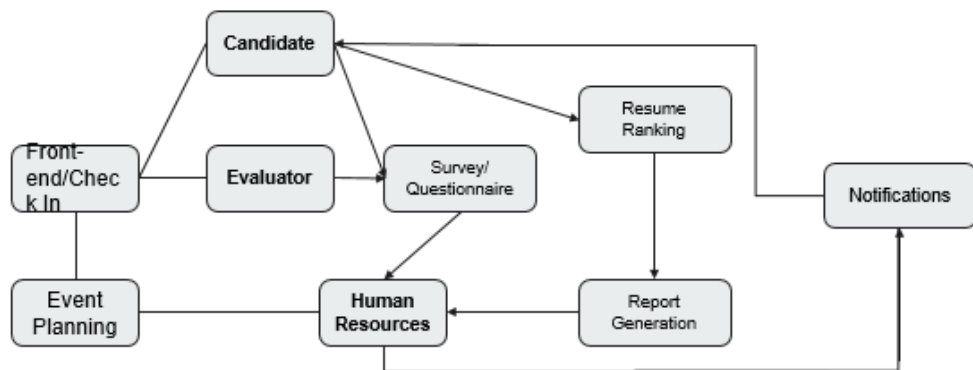 Candidate
Resume
Ranking
Front-
end/Chec
k In
Evaluator
Survey/
Questionnaire
Notifications
Event
Planning
Human
Resources
Report
Generation